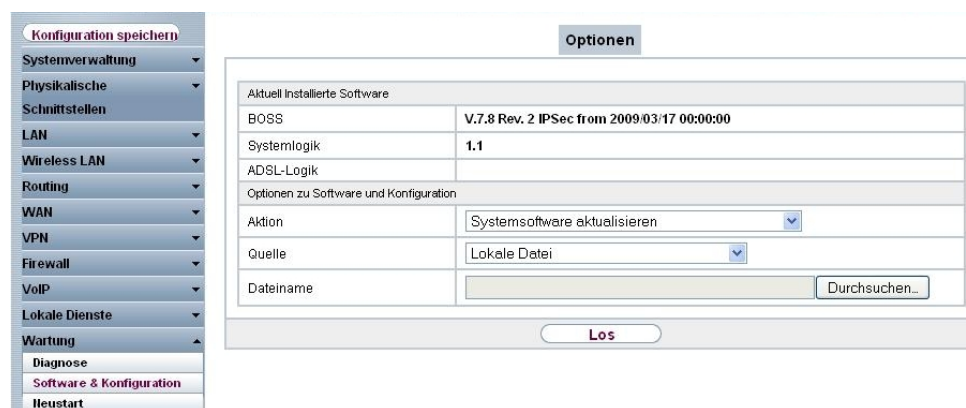 Konfiguration speichern
Systemverwaltung
Physikalische
Schnittstellen
LAN
Wireless LAN
Routing
WAN
VPN
Firewall
VoIP
Lokale Dienste
Wartung
Diagnose
Software & Konfiguration
Neustart
Optionen
Aktuell Installierte Software
BOSS V.7.8 Rev. 2 IPSec from 2009/03/17 00:00:00
Systemlogik 1.1
ADSL-Logik
Optionen zu Software und Konfiguration
Aktion Systemsoftware aktualisieren
Quelle Lokale Datei
Dateiname Durchsuchen...
Los